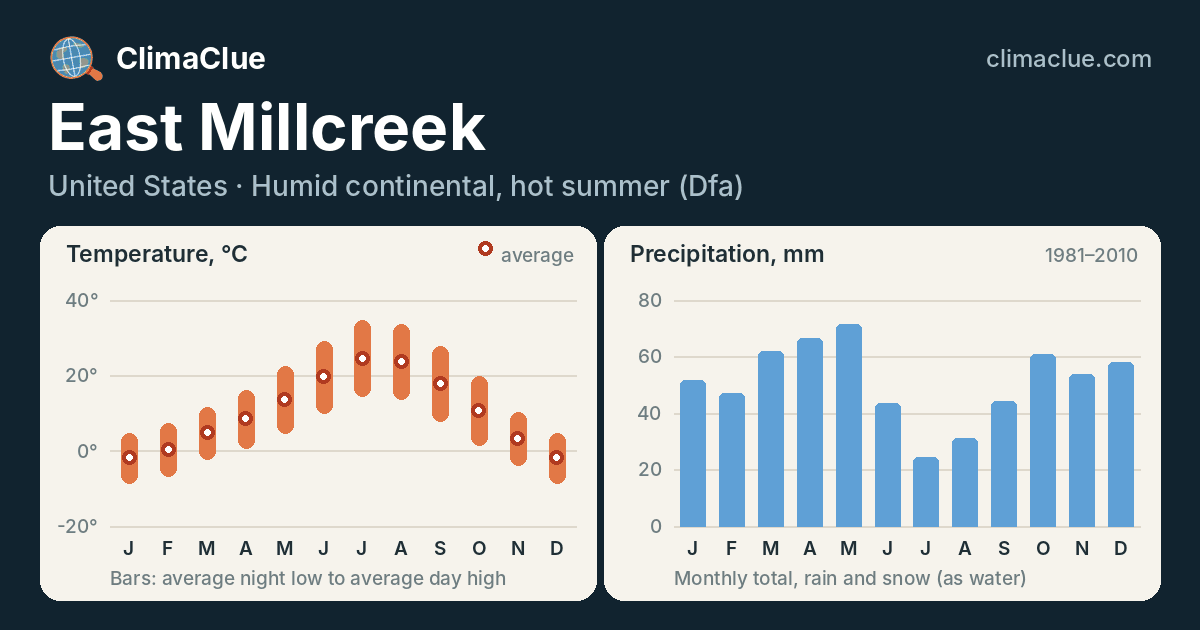 ClimaClue
climaclue.com
East Millcreek
United States · Humid continental, hot summer (Dfa)
Temperature, °C
average
40°
20°
0°
-20°
J F M A M J J A S O N D
Bars: average night low to average day high
Precipitation, mm
1981–2010
80
60
40
20
0
J F M A M J J A S O N D
Monthly total, rain and snow (as water)